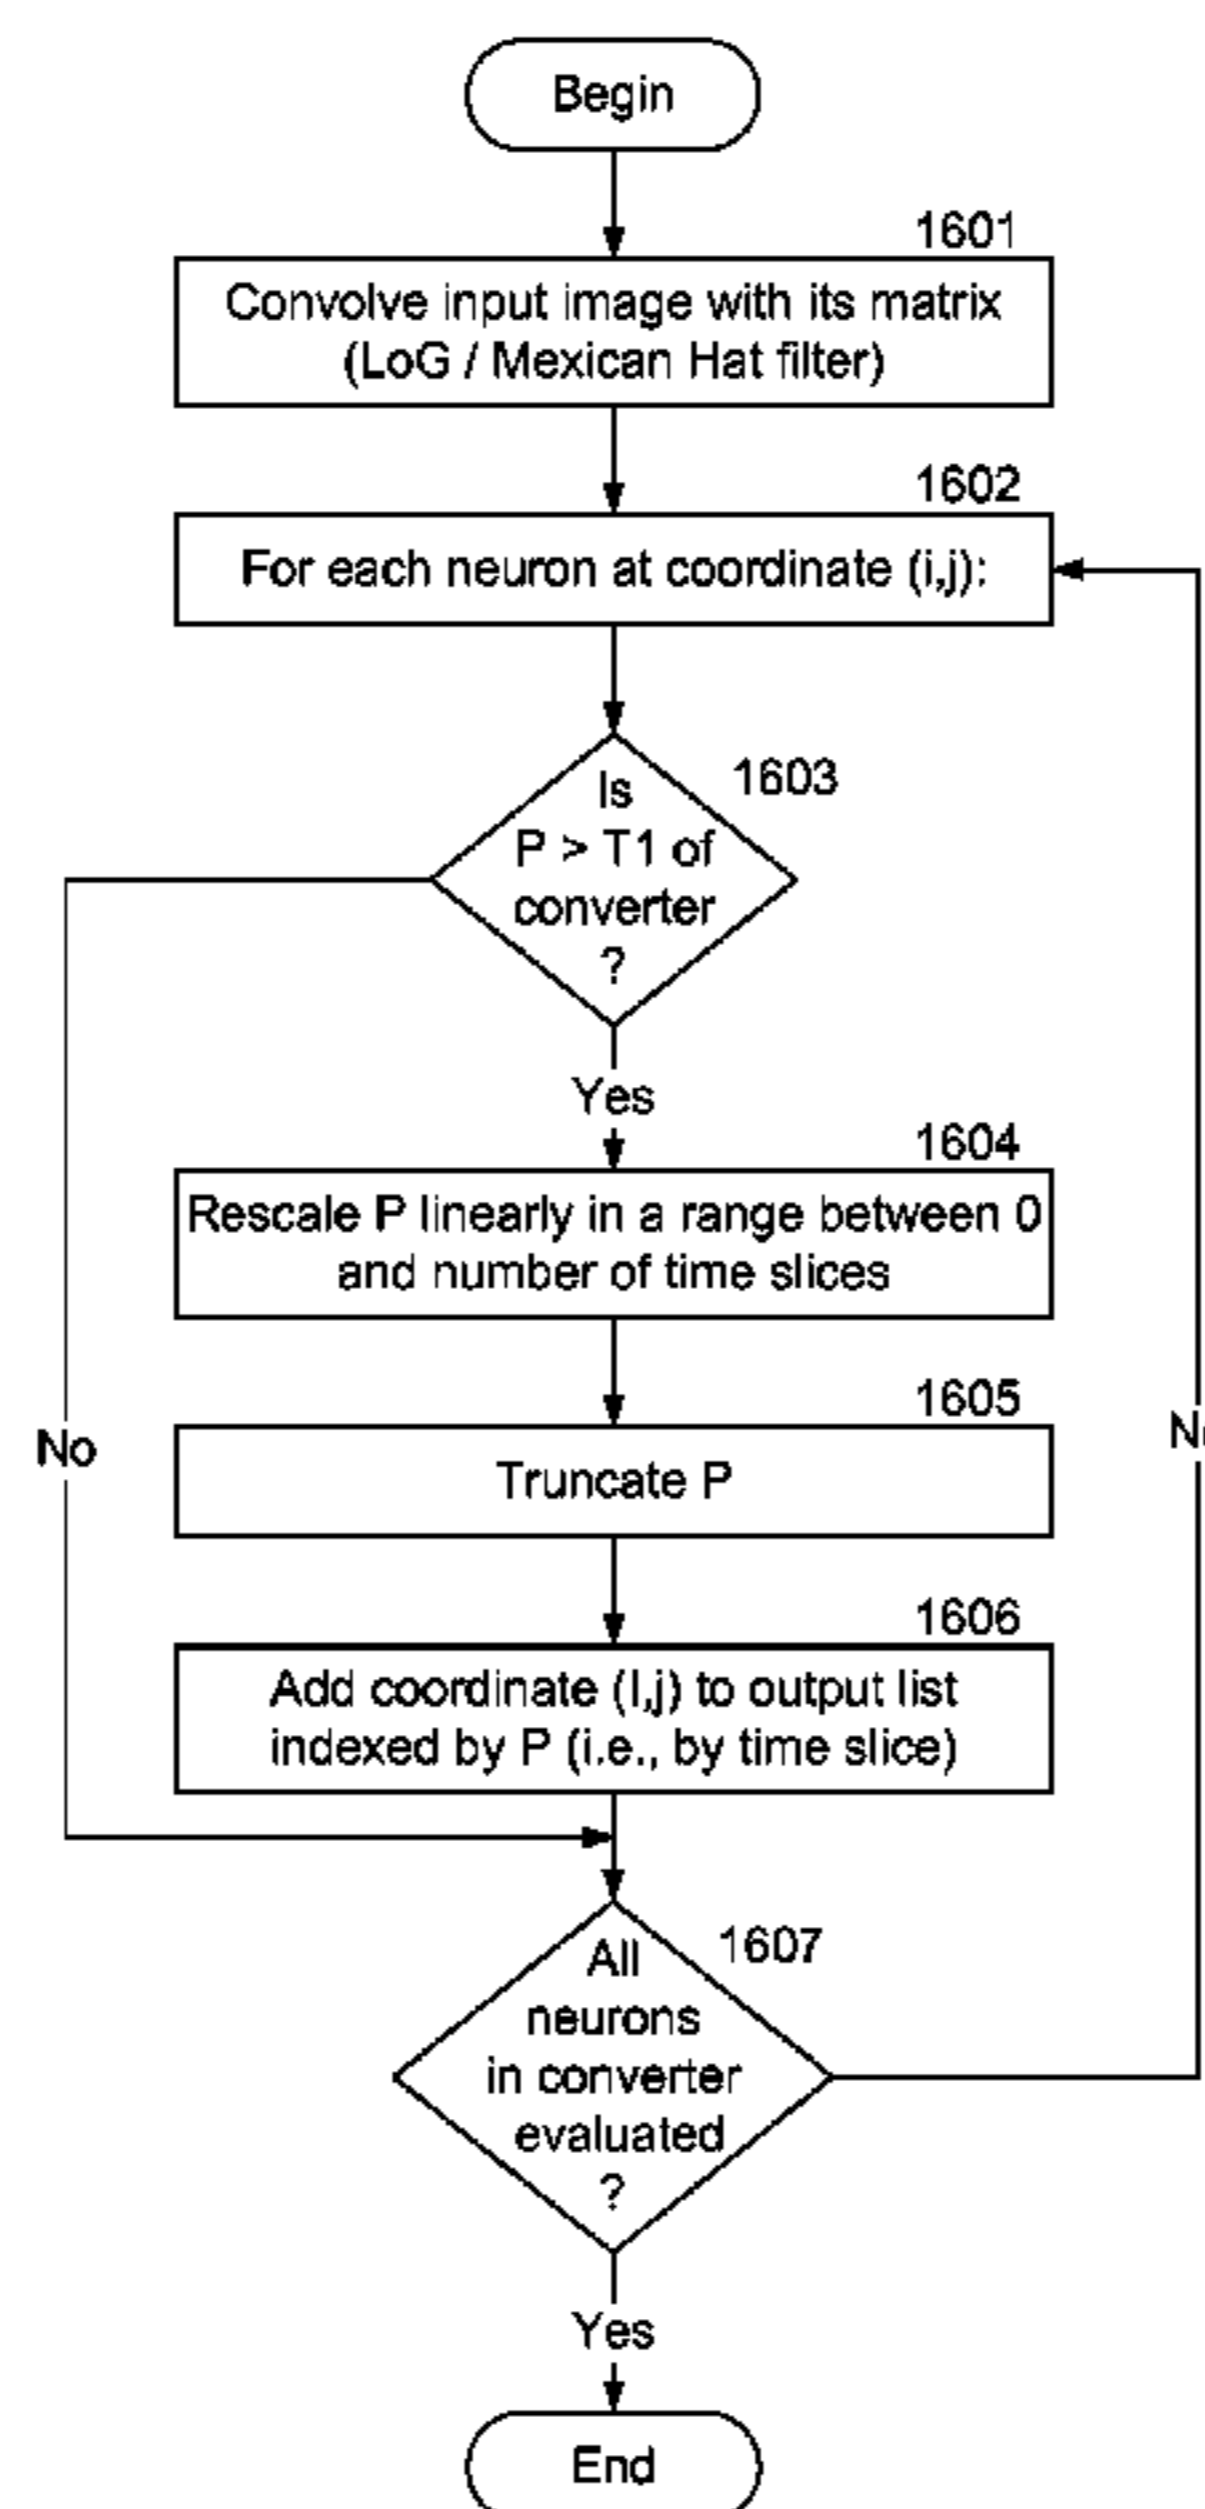 Begin
1601
Convolve input image with its matrix
(LoG / Mexican Hat filter)
1602
For each neuron at coordinate (i,j):
1603
Is
P > T1 of
converter
?
Yes
1604
Rescale P linearly in a range between 0
and number of time slices
1605
No
Truncate P
1606
Add coordinate (I,j) to output list
indexed by P (i.e., by time slice)
1607
All
neurons
in converter
evaluated
?
Yes
End